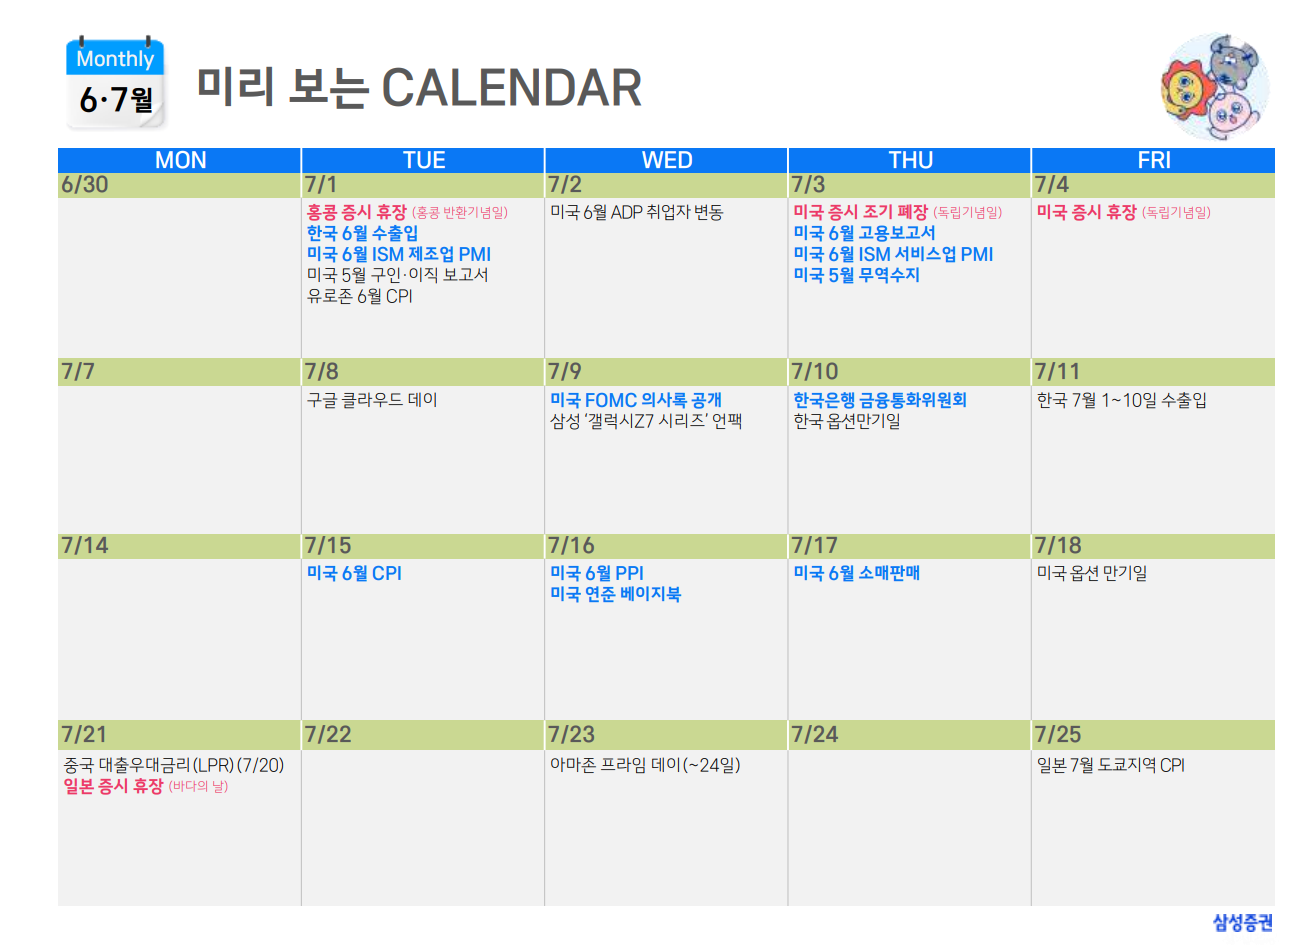 Monthly
6·7월
미리 보는 CALENDAR
MON TUE WED THU FRI
6/30 7/1 7/2 7/3 7/4
홍콩 증시 휴장 (홍콩 반환기념일)
한국 6월 수출입
미국 6월 ISM 제조업 PMI
미국 5월 구인·이직 보고서
유로존 6월 CPI
미국 6월 ADP 취업자 변동
미국 증시 조기 폐장 (독립기념일)
미국 6월 고용보고서
미국 6월 ISM 서비스업 PMI
미국 5월 무역수지
미국 증시 휴장 (독립기념일)
7/7 7/8 7/9 7/10 7/11
구글 클라우드 데이
미국 FOMC 의사록 공개
삼성 ‘갤럭시Z7 시리즈’ 언팩
한국은행 금융통화위원회
한국 옵션만기일
한국 7월 1~10일 수출입
7/14 7/15 7/16 7/17 7/18
미국 6월 CPI
미국 6월 PPI
미국 연준 베이지북
미국 6월 소매판매
미국 옵션 만기일
7/21 7/22 7/23 7/24 7/25
중국 대출우대금리(LPR) (7/20)
일본 증시 휴장 (바다의 날)
아마존 프라임 데이(~24일)
일본 7월 도쿄지역 CPI
삼성증권